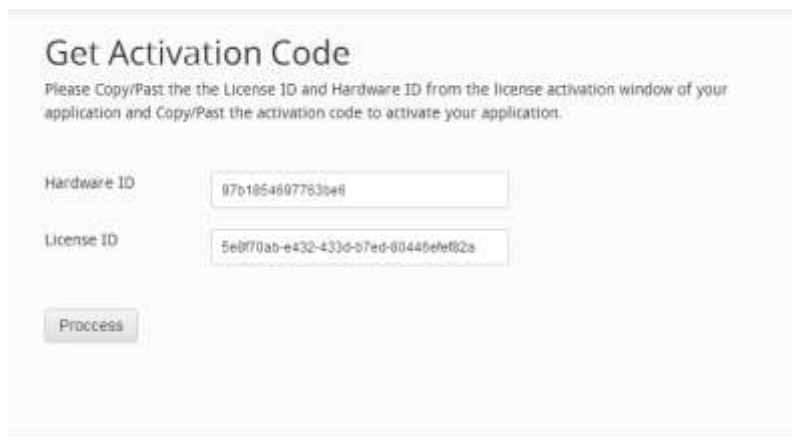 Get Activation Code
Please Copy/Past the the License ID and Hardware ID from the license activation window of your
application and Copy/Past the activation code to activate your application.
Hardware ID
97b1854697763be6
License ID
5e8f70ab-e432-433d-b7ed-80446efef82a
Proccess